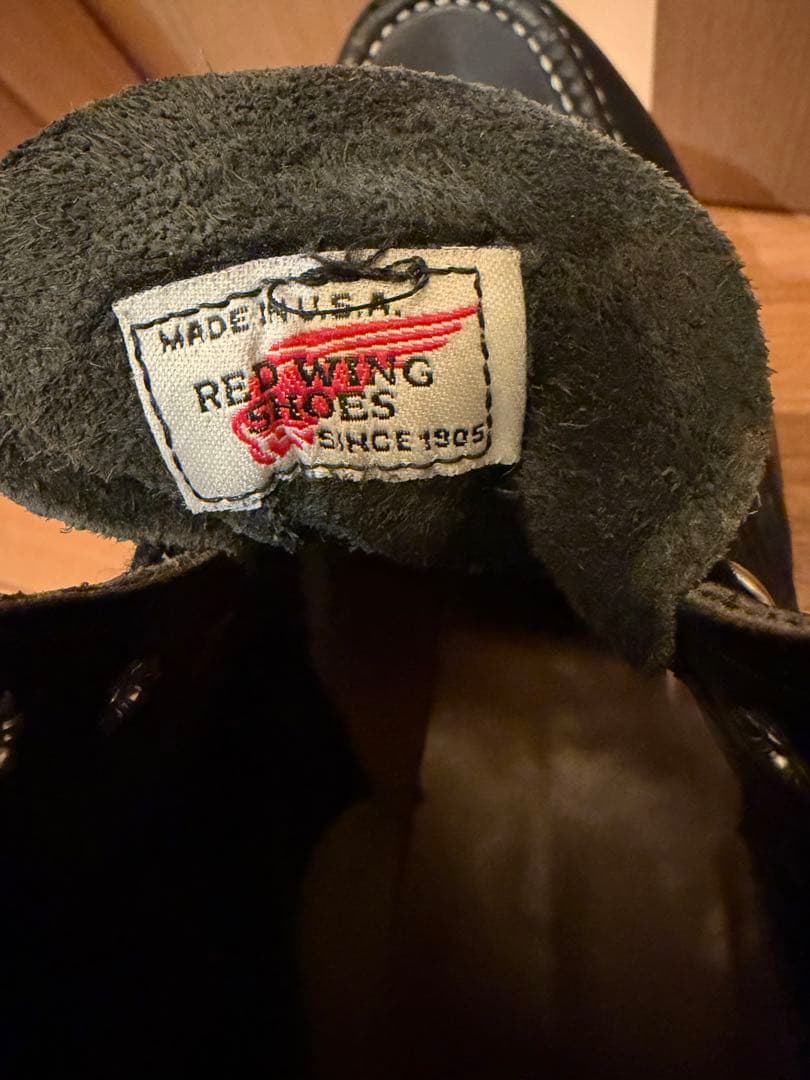 MADE IN U.S.A.
RED WING
SHOES
SINCE 1905